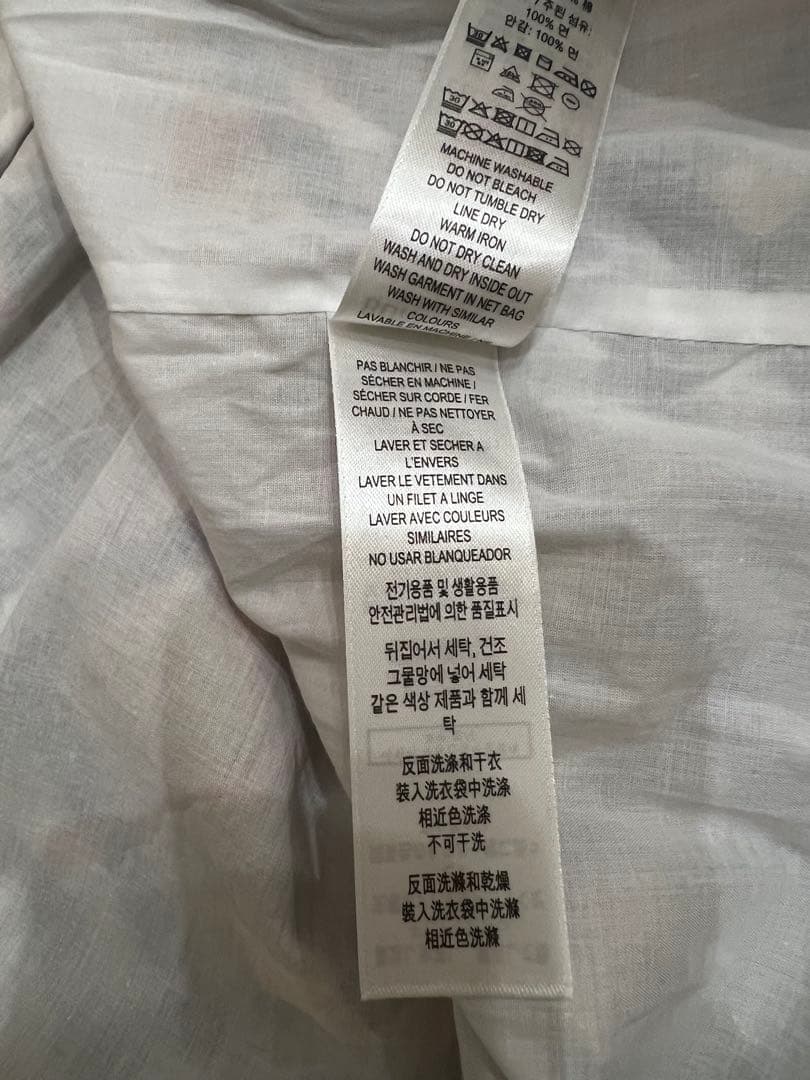 주된 섬유:
100% 면
안감: 100% 면
MACHINE WASHABLE
DO NOT BLEACH
DO NOT TUMBLE DRY
LINE DRY
WARM IRON
DO NOT DRY CLEAN
WASH AND DRY INSIDE OUT
WASH GARMENT IN NET BAG
WASH WITH SIMILAR
COLOURS
LAVABLE EN MACHINE /
PAS BLANCHIR / NE PAS
SÉCHER EN MACHINE /
SÉCHER SUR CORDE / FER
CHAUD / NE PAS NETTOYER
À SEC
LAVER ET SECHER A
L'ENVERS
LAVER LE VETEMENT DANS
UN FILET A LINGE
LAVER AVEC COULEURS
SIMILAIRES
NO USAR BLANQUEADOR
전기용품 및 생활용품
안전관리법에 의한 품질표시
뒤집어서 세탁, 건조
그물망에 넣어 세탁
같은 색상 제품과 함께 세
탁
反面洗涤和干衣
装入洗衣袋中洗涤
相近色洗涤
不可干洗
反面洗滌和乾燥
裝入洗衣袋中洗滌
相近色洗滌